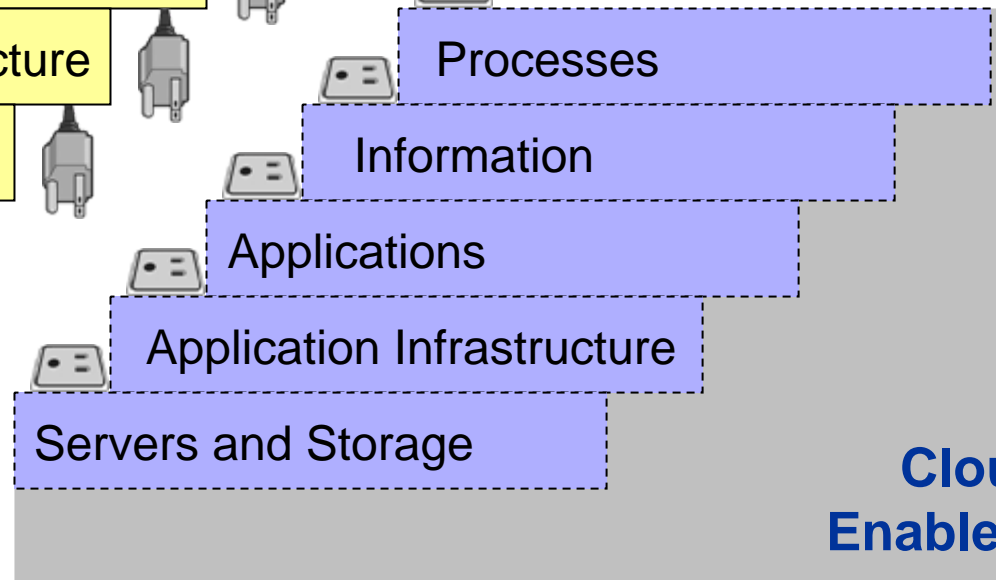 cture
Processes
Information
Applications
Application Infrastructure
Servers and Storage
Clou
Enable